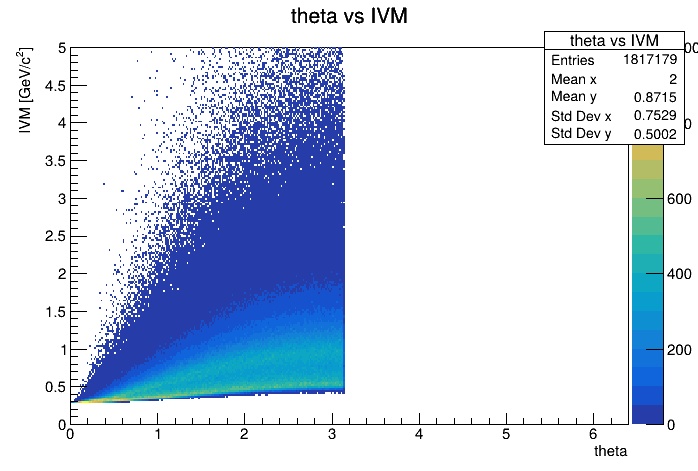 theta vs IVM
theta vs IVM
Entries 1817179
Mean x 2
Mean y 0.8715
Std Dev x 0.7529
Std Dev y 0.5002
IVM [GeV/c²]
5
4.5
4
3.5
3
2.5
2
1.5
1
0.5
0
0 1 2 3 4 5 6
theta
600
400
200
0